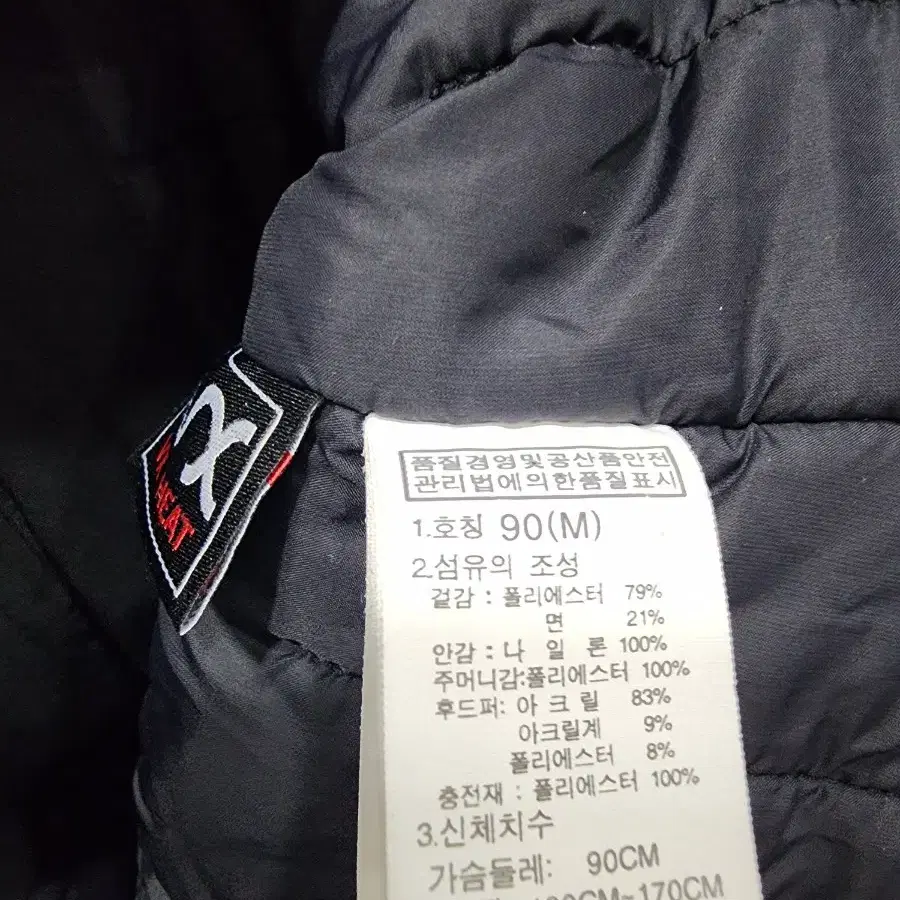 HEAT
품질경영및공산품안전
관리법에의한품질표시
1.호칭 90(M)
2.섬유의 조성
겉감 : 폴리에스터 79%
면 21%
안감 : 나 일 론 100%
주머니감:폴리에스터 100%
후드퍼: 아 크 릴 83%
아크릴계 9%
폴리에스터 8%
충전재 : 폴리에스터 100%
3.신체치수
가슴둘레: 90CM
~170CM